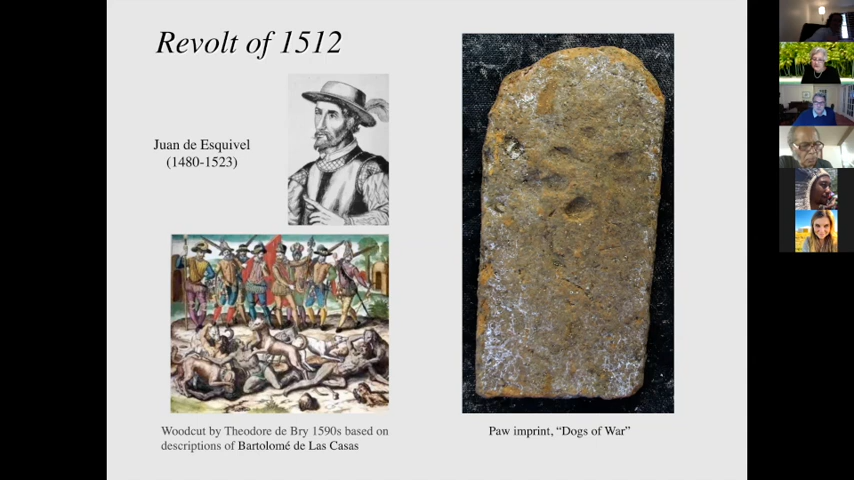 Revolt of 1512
Juan de Esquivel
(1480-1523)
Woodcut by Theodore de Bry 1590s based on
descriptions of Bartolomé de Las Casas
Paw imprint, “Dogs of War”